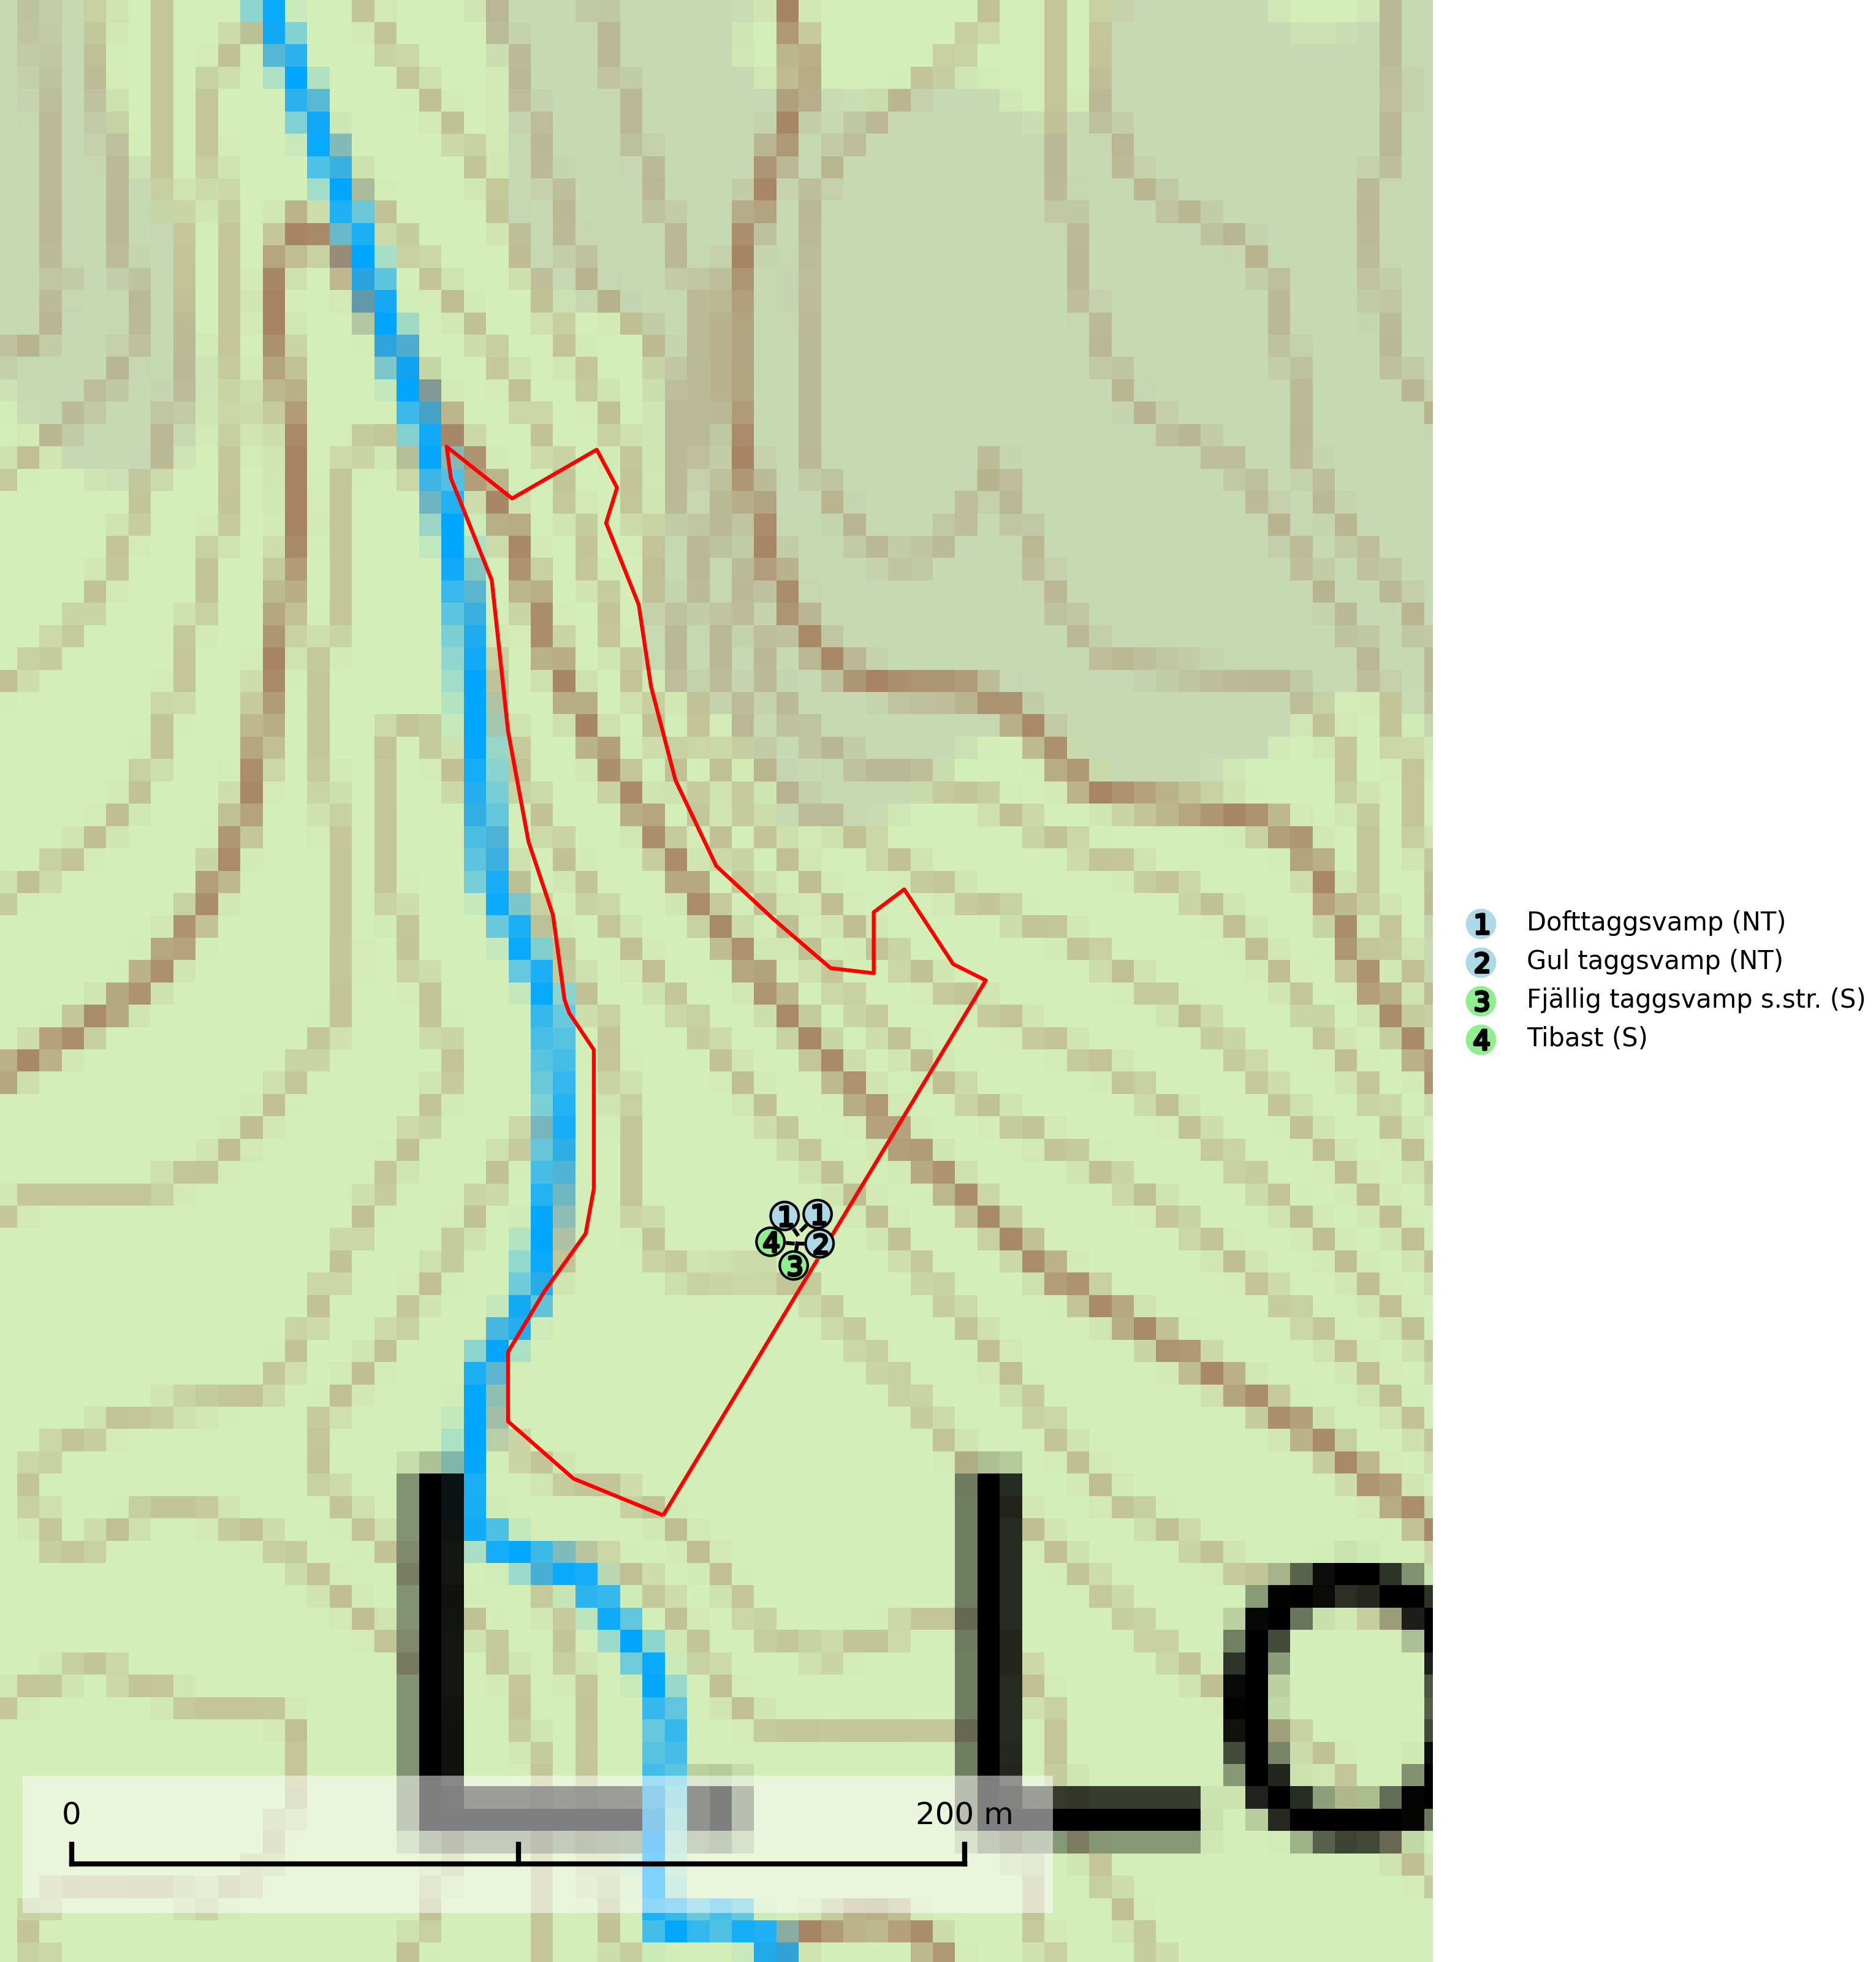 1 Dofttaggsvamp (NT)
2 Gul taggsvamp (NT)
3 Fjällig taggsvamp s.str. (S)
4 Tibast (S)
1 1
4 2
3
0 200 m